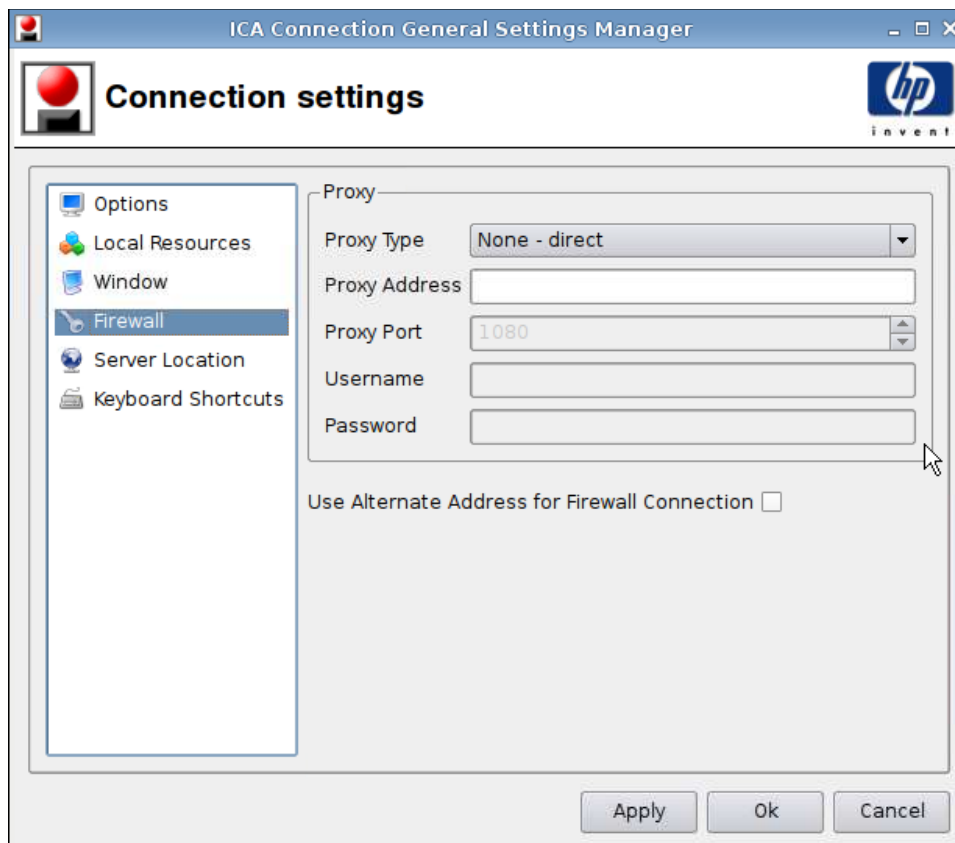 ICA Connection General Settings Manager
Connection settings
hp
invent
Options
Local Resources
Window
Firewall
Server Location
Keyboard Shortcuts
Proxy
Proxy Type None - direct
Proxy Address
Proxy Port 1080
Username
Password
Use Alternate Address for Firewall Connection
Apply Ok Cancel